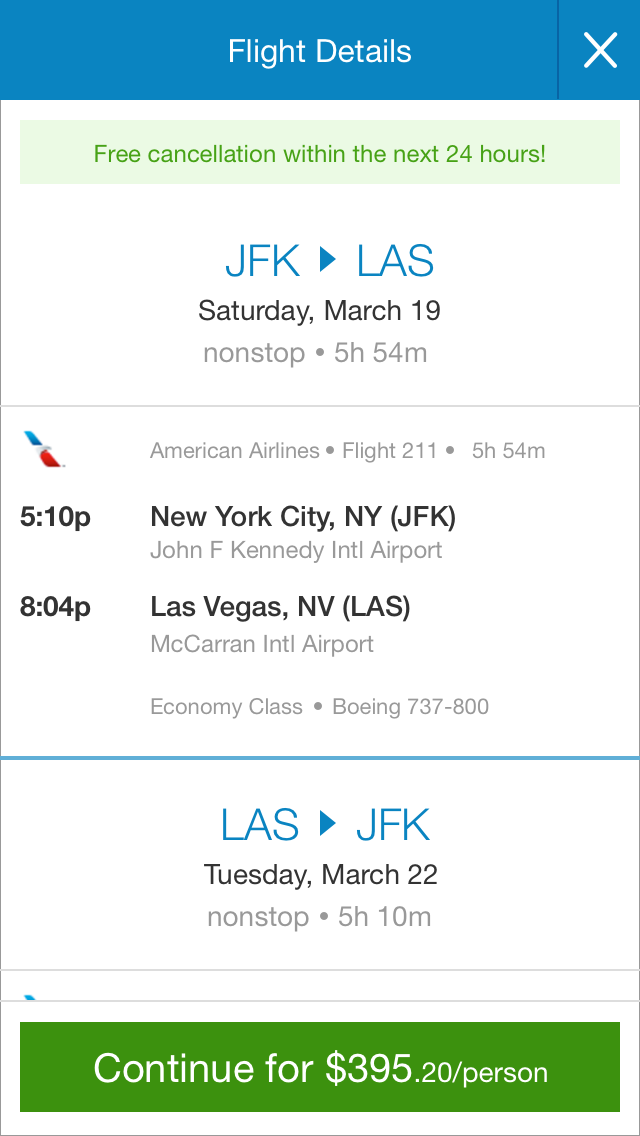 Flight Details
Free cancellation within the next 24 hours!
JFK ▶ LAS
Saturday, March 19
nonstop • 5h 54m
American Airlines • Flight 211 • 5h 54m
5:10p New York City, NY (JFK)
John F Kennedy Intl Airport
8:04p Las Vegas, NV (LAS)
McCarran Intl Airport
Economy Class • Boeing 737-800
LAS ▶ JFK
Tuesday, March 22
nonstop • 5h 10m
Continue for $395.20/person